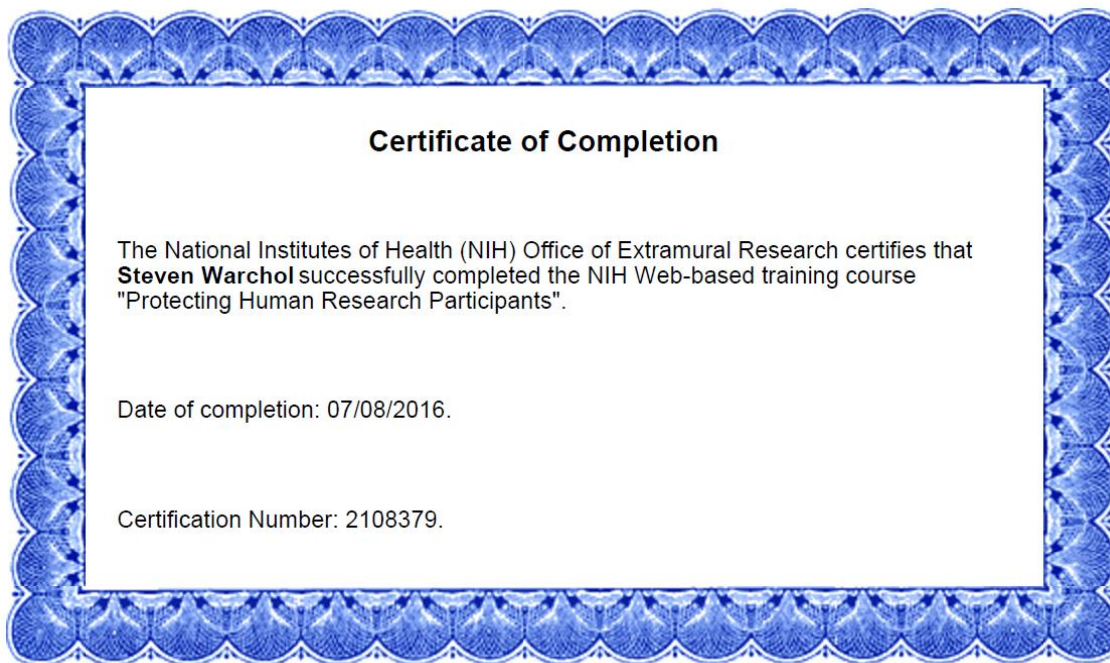 Certificate of Completion
The National Institutes of Health (NIH) Office of Extramural Research certifies that
Steven Warchol successfully completed the NIH Web-based training course
"Protecting Human Research Participants".
Date of completion: 07/08/2016.
Certification Number: 2108379.